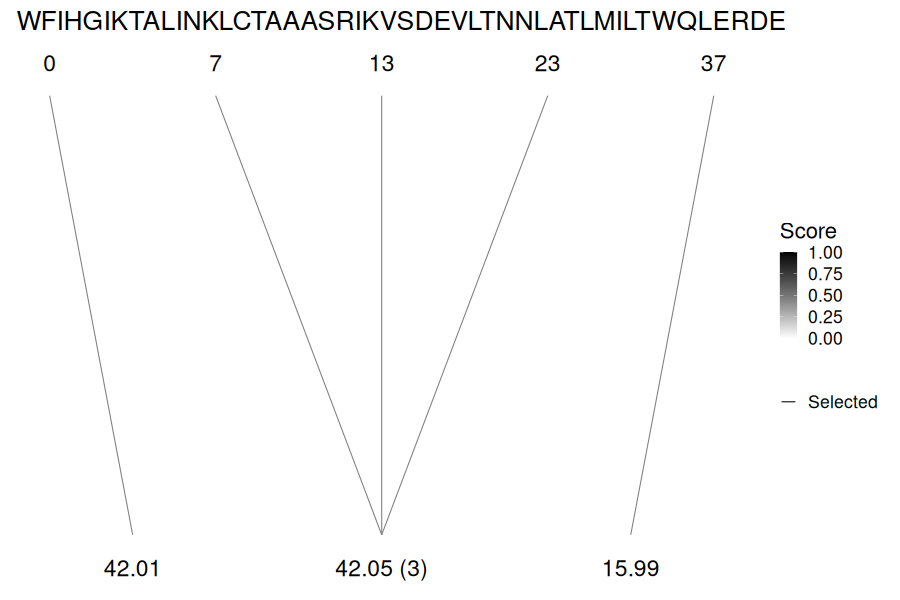 WFIHGIKTALINKLCTAAASRIKVSDEVLTNNLATLMILTWQLERDE
0 7 13 23 37
Score
1.00
0.75
0.50
0.25
0.00
Selected
42.01 42.05 (3) 15.99